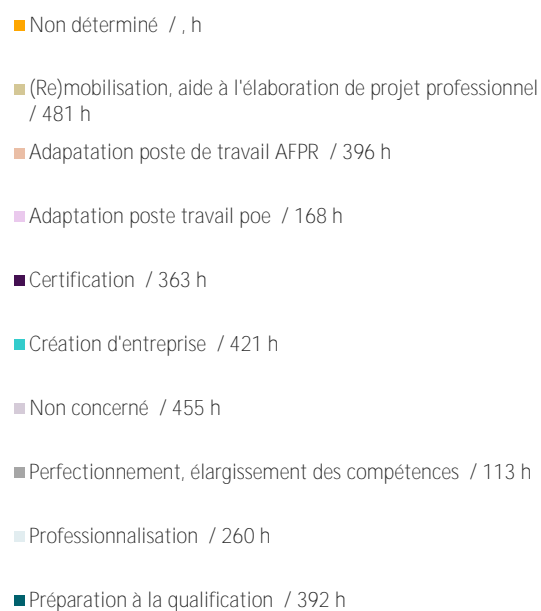 Non déterminé / , h
(Re)mobilisation, aide à l'élaboration de projet professionnel
/ 481 h
Adapatation poste de travail AFPR / 396 h
Adaptation poste travail poe / 168 h
Certification / 363 h
Création d'entreprise / 421 h
Non concerné / 455 h
Perfectionnement, élargissement des compétences / 113 h
Professionnalisation / 260 h
Préparation à la qualification / 392 h